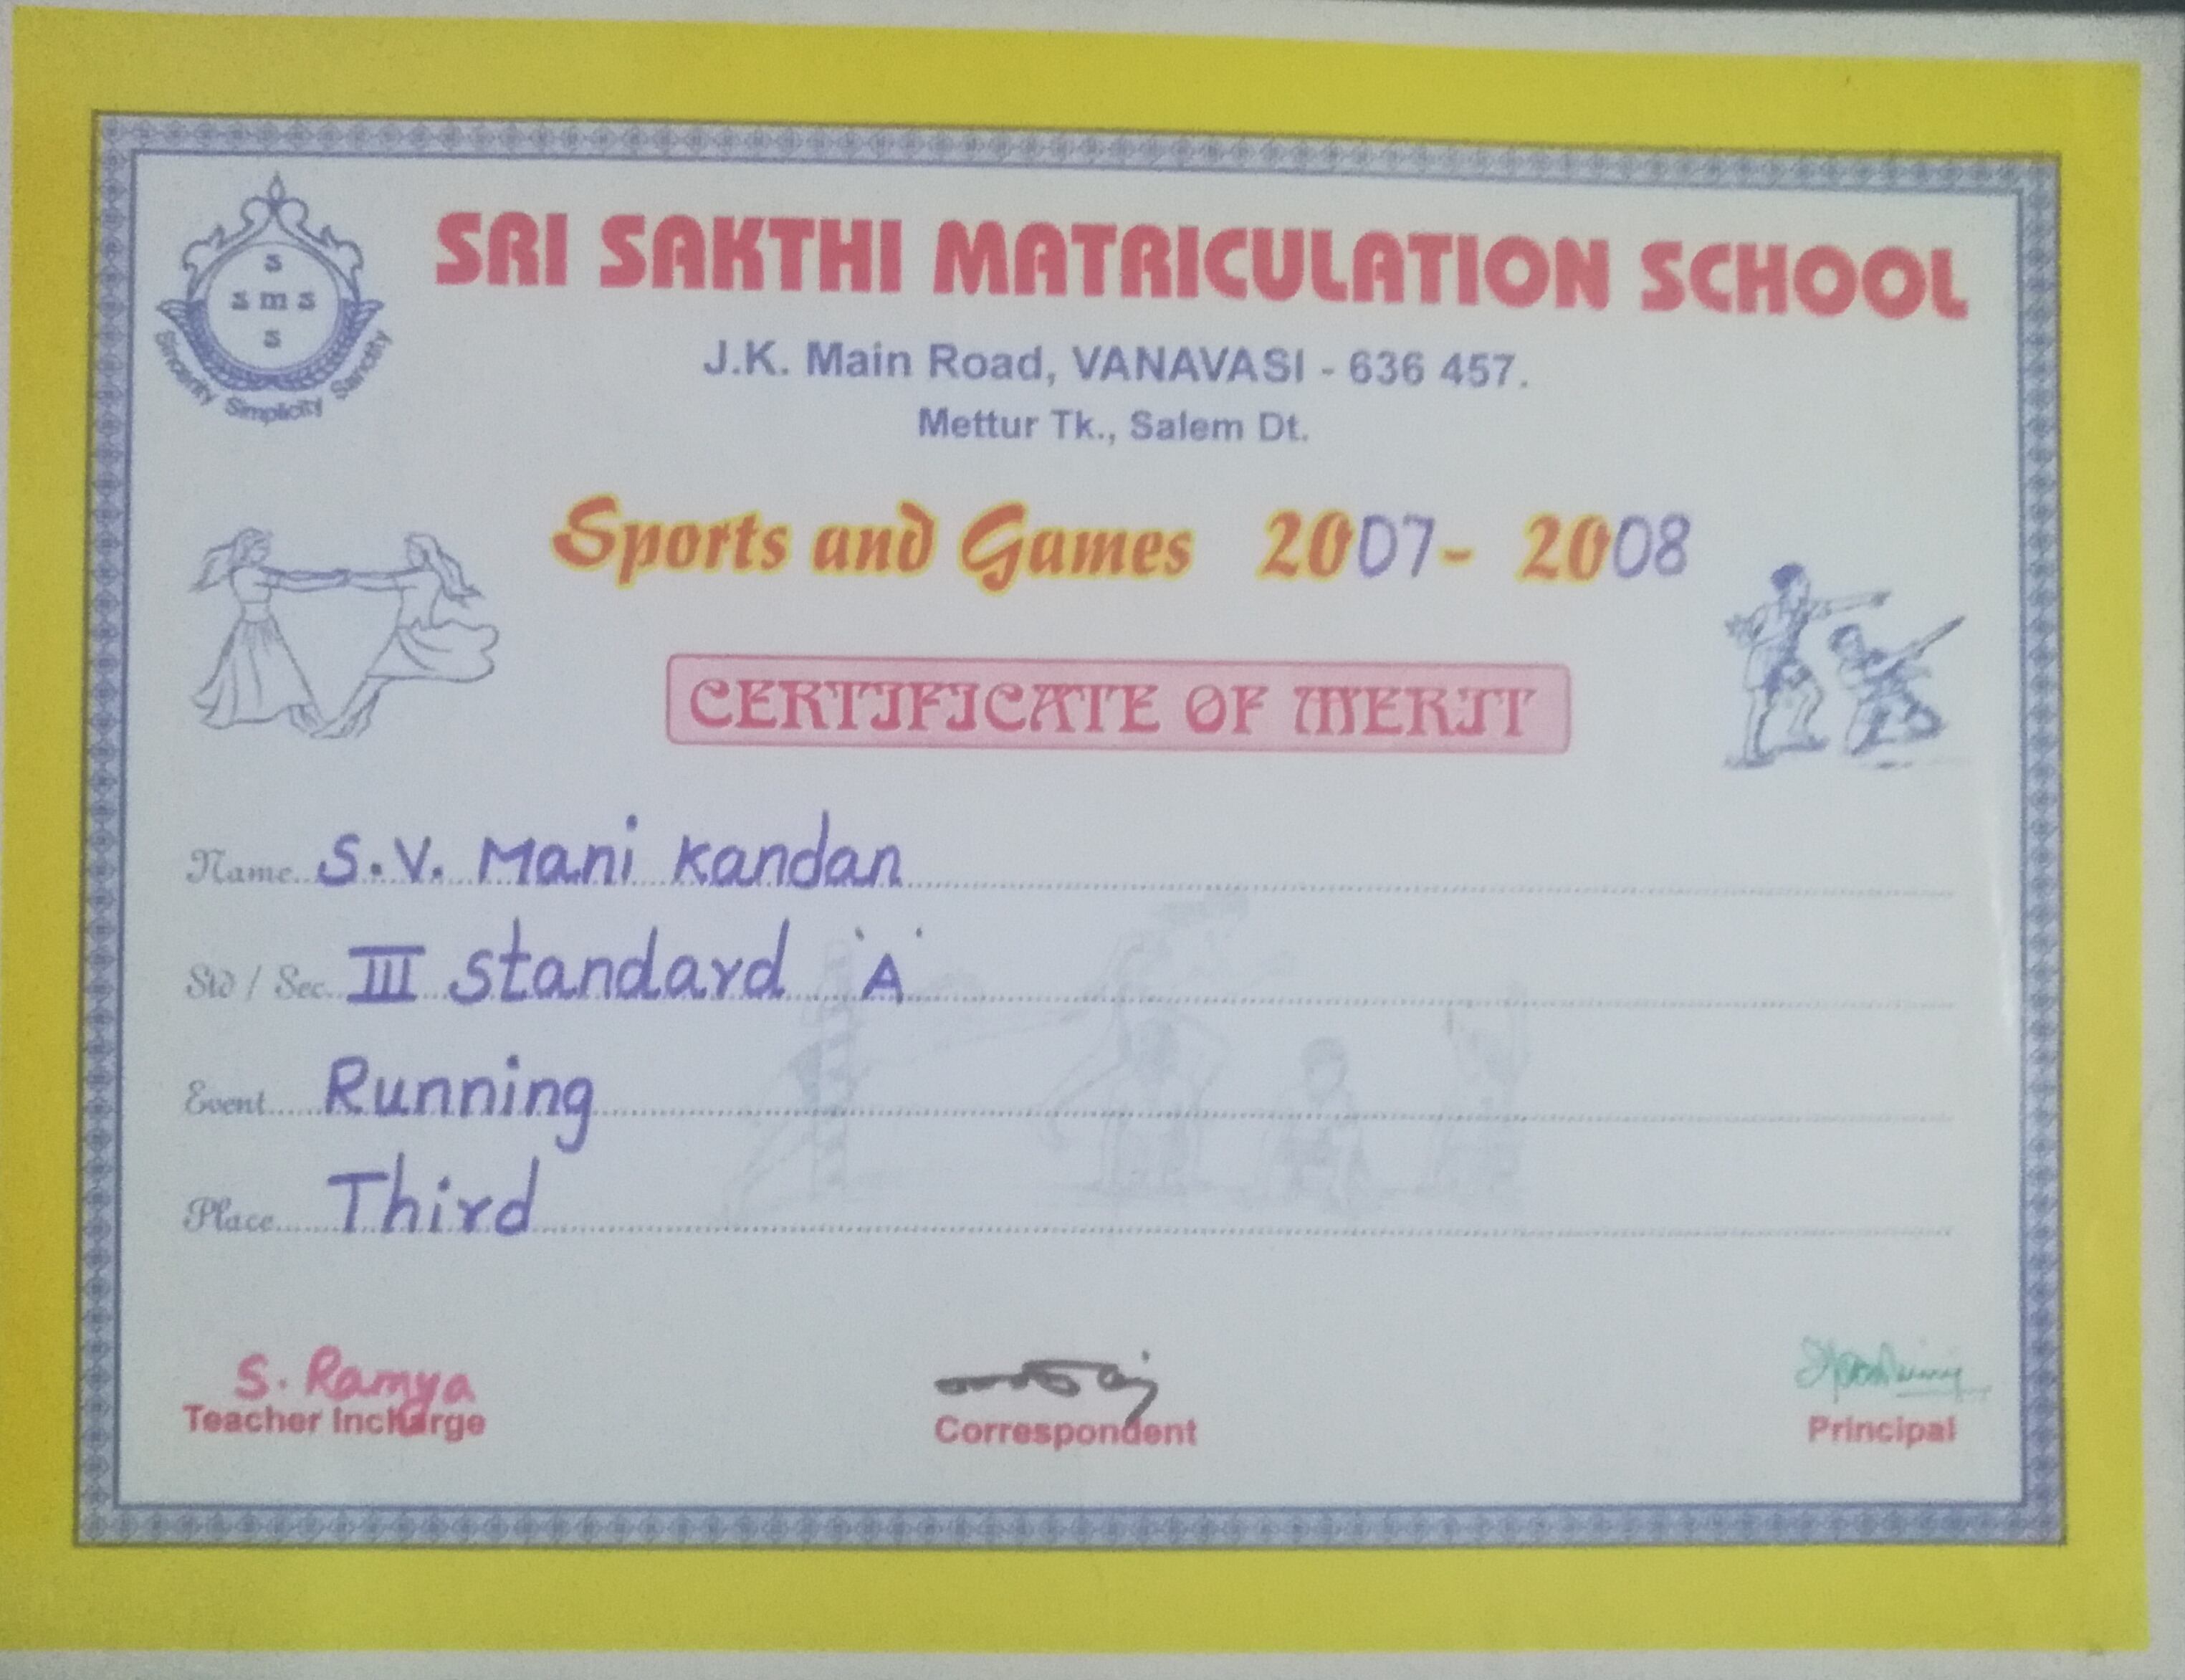 s
s m s
s
Sincerity Simplicity Sanctity
SRI SAKTHI MATRICULATION SCHOOL
J.K. Main Road, VANAVASI - 636 457.
Mettur Tk., Salem Dt.
Sports and Games 2007- 2008
CERTIFICATE OF MERIT
Name S.V. Mani kandan
Std / Sec III standard 'A'
Event Running
Place Third
S. Ramya
Teacher Incharge
Correspondent
Principal